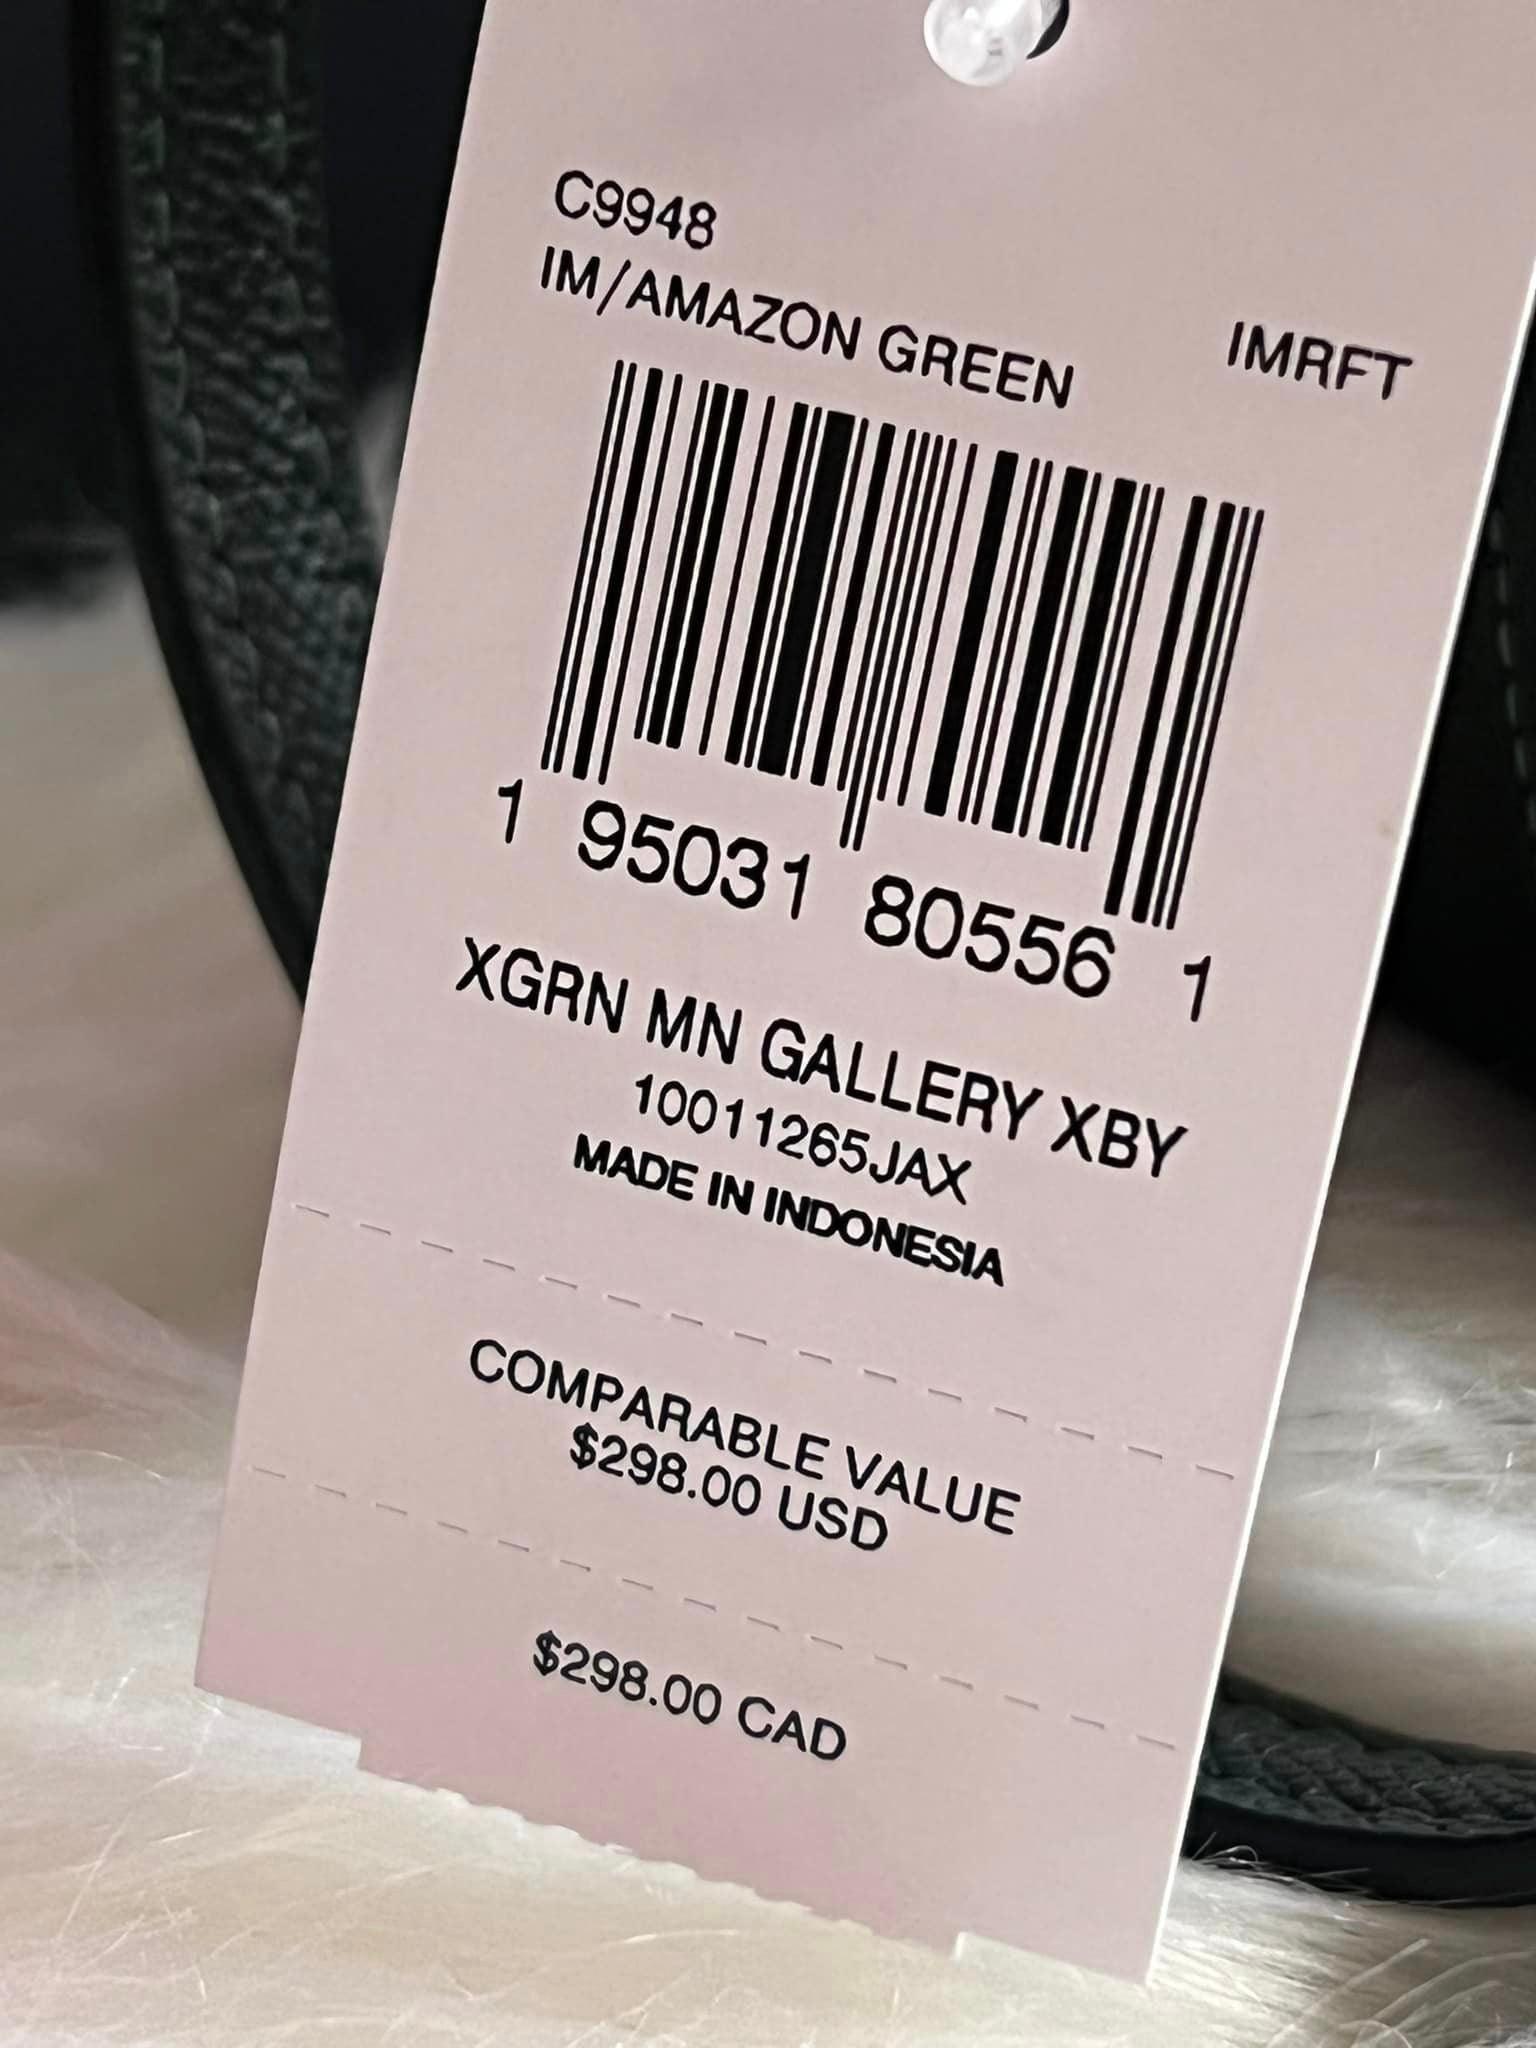 C9948
IM/AMAZON GREEN IMRFT
1 95031 80556 1
XGRN MN GALLERY XBY
10011265JAX
MADE IN INDONESIA
COMPARABLE VALUE
$298.00 USD
$298.00 CAD